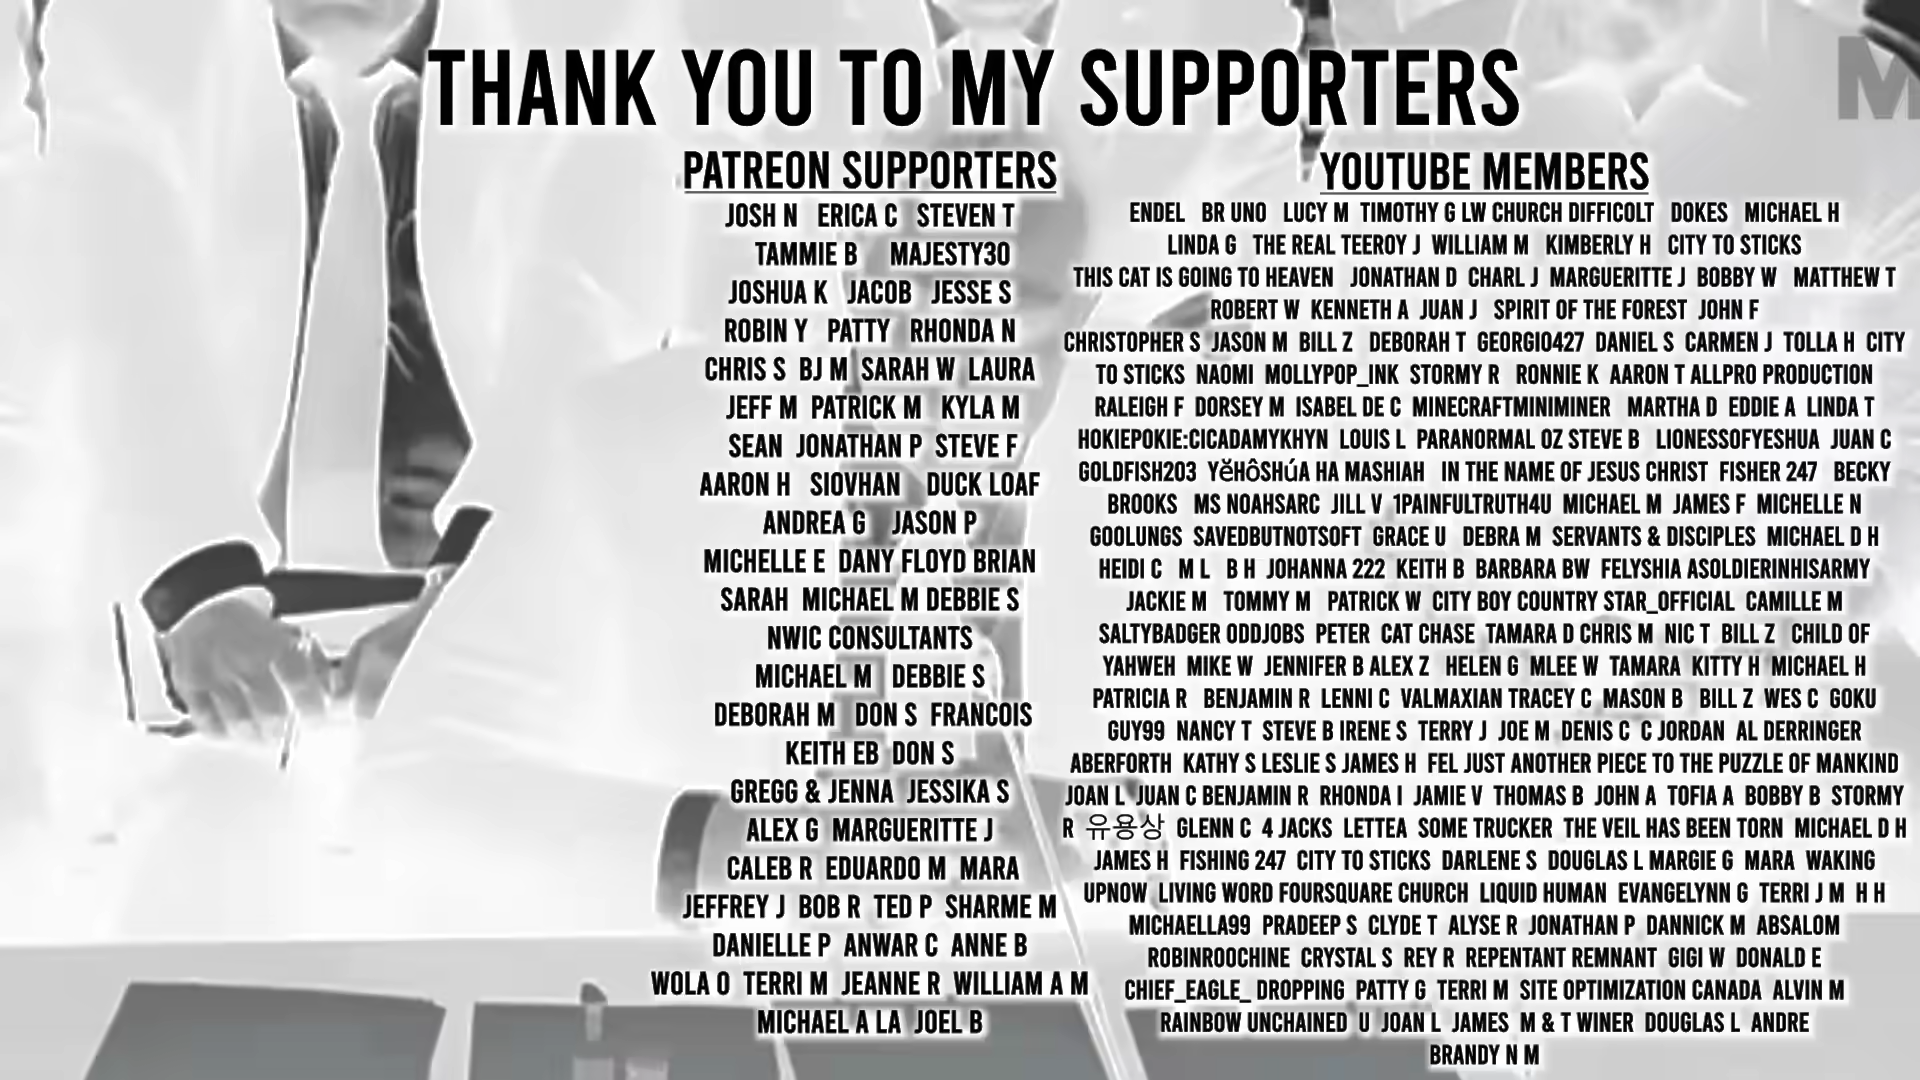 THANK YOU TO MY SUPPORTERS
M
PATREON SUPPORTERS
JOSH N ERICA C STEVEN T
TAMMIE B MAJESTY30
JOSHUA K JACOB JESSE S
ROBIN Y PATTY RHONDA N
CHRIS S BJ M SARAH W LAURA
JEFF M PATRICK M KYLA M
SEAN JONATHAN P STEVE F
AARON H SIOVHAN DUCK LOAF
ANDREA G JASON P
MICHELLE E DANY FLOYD BRIAN
SARAH MICHAEL M DEBBIE S
NWIC CONSULTANTS
MICHAEL M DEBBIE S
DEBORAH M DON S FRANCOIS
KEITH EB DON S
GREGG & JENNA JESSIKA S
ALEX G MARGUERITTE J
CALEB R EDUARDO M MARA
JEFFREY J BOB R TED P SHARME M
DANIELLE P ANWAR C ANNE B
WOLA O TERRI M JEANNE R WILLIAM A M
MICHAEL A LA JOEL B
YOUTUBE MEMBERS
ENDEL BR UNO LUCY M TIMOTHY G LW CHURCH DIFFICOLT DOKES MICHAEL H
LINDA G THE REAL TEEROY J WILLIAM M KIMBERLY H CITY TO STICKS
THIS CAT IS GOING TO HEAVEN JONATHAN D CHARL J MARGUERITTE J BOBBY W MATTHEW T
ROBERT W KENNETH A JUAN J SPIRIT OF THE FOREST JOHN F
CHRISTOPHER S JASON M BILL Z DEBORAH T GEORGIO427 DANIEL S CARMEN J TOLLA H CITY
TO STICKS NAOMI MOLLYPOP_INK STORMY R RONNIE K AARON T ALLPRO PRODUCTION
RALEIGH F DORSEY M ISABEL DE C MINECRAFTMINIMINER MARTHA D EDDIE A LINDA T
HOKIEPOKIE:CICADAMYKHYN LOUIS L PARANORMAL OZ STEVE B LIONESSOFYESHUA JUAN C
GOLDFISH203 YĕHÔSHúA HA MASHIAH IN THE NAME OF JESUS CHRIST FISHER 247 BECKY
BROOKS MS NOAHSARC JILL V 1PAINFULTRUTH4U MICHAEL M JAMES F MICHELLE N
GOOLUNGS SAVEDBUTNOTSOFT GRACE U DEBRA M SERVANTS & DISCIPLES MICHAEL D H
HEIDI C M L B H JOHANNA 222 KEITH B BARBARA BW FELYSHIA ASOLDIERINHISARMY
JACKIE M TOMMY M PATRICK W CITY BOY COUNTRY STAR_OFFICIAL CAMILLE M
SALTYBADGER ODDJOBS PETER CAT CHASE TAMARA D CHRIS M NIC T BILL Z CHILD OF
YAHWEH MIKE W JENNIFER B ALEX Z HELEN G MLEE W TAMARA KITTY H MICHAEL H
PATRICIA R BENJAMIN R LENNI C VALMAXIAN TRACEY C MASON B BILL Z WES C GOKU
GUY99 NANCY T STEVE B IRENE S TERRY J JOE M DENIS C C JORDAN AL DERRINGER
ABERFORTH KATHY S LESLIE S JAMES H FEL JUST ANOTHER PIECE TO THE PUZZLE OF MANKIND
JOAN L JUAN C BENJAMIN R RHONDA I JAMIE V THOMAS B JOHN A TOFIA A BOBBY B STORMY
R 유용상 GLENN C 4 JACKS LETTEA SOME TRUCKER THE VEIL HAS BEEN TORN MICHAEL D H
JAMES H FISHING 247 CITY TO STICKS DARLENE S DOUGLAS L MARGIE G MARA WAKING
UPNOW LIVING WORD FOURSQUARE CHURCH LIQUID HUMAN EVANGELYNN G TERRI J M H H
MICHAELLA99 PRADEEP S CLYDE T ALYSE R JONATHAN P DANNICK M ABSALOM
ROBINROOCHINE CRYSTAL S REY R REPENTANT REMNANT GIGI W DONALD E
CHIEF_EAGLE_ DROPPING PATTY G TERRI M SITE OPTIMIZATION CANADA ALVIN M
RAINBOW UNCHAINED U JOAN L JAMES M & T WINER DOUGLAS L ANDRE
BRANDY N M